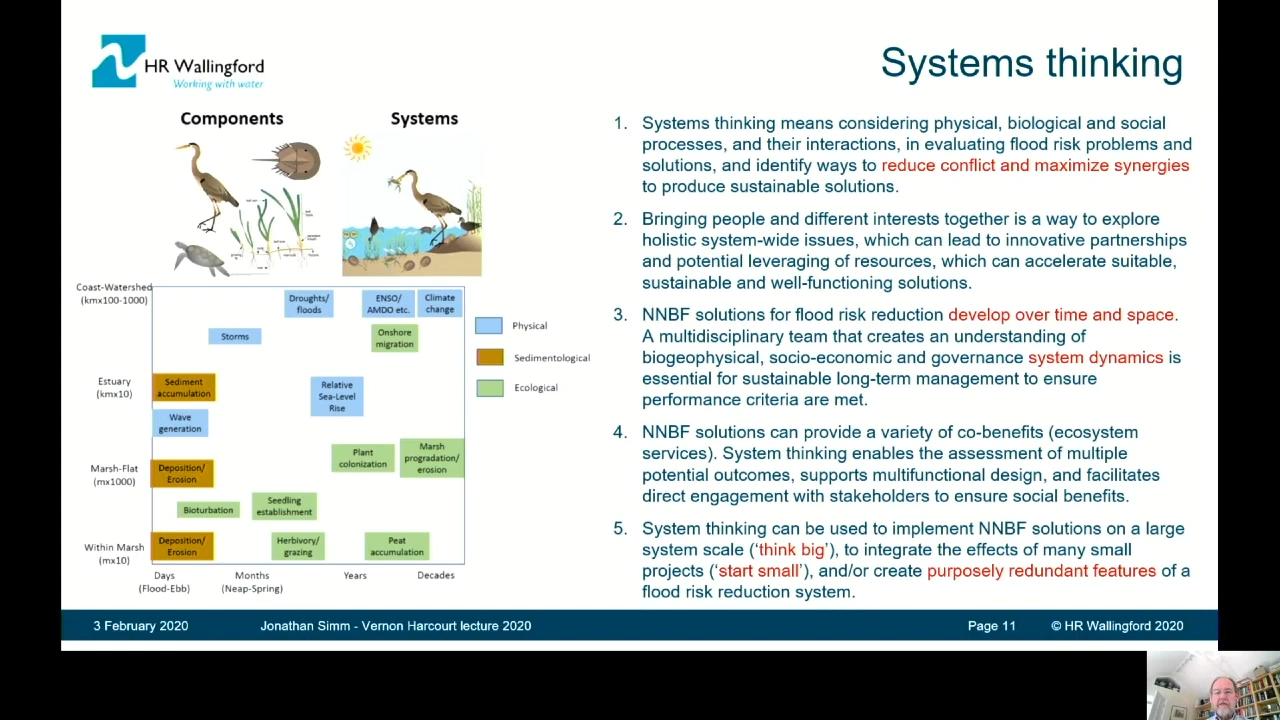 HR Wallingford
Working with water
Systems thinking
Components
Systems
Coast-Watershed
(kmx100-1000)
Droughts/
floods
ENSO/
AMDO etc.
Climate
change
Storms
Onshore
migration
Physical
Sedimentological
Ecological
Estuary
(kmx10)
Sediment
accumulation
Relative
Sea-Level
Rise
Wave
generation
Marsh-Flat
(mx1000)
Deposition/
Erosion
Plant
colonization
Marsh
progradation/
erosion
Bioturbation
Seedling
establishment
Within Marsh
(mx10)
Deposition/
Erosion
Herbivory/
grazing
Peat
accumulation
Days
(Flood-Ebb)
Months
(Neap-Spring)
Years
Decades
1. Systems thinking means considering physical, biological and social
processes, and their interactions, in evaluating flood risk problems and
solutions, and identify ways to reduce conflict and maximize synergies
to produce sustainable solutions.
2. Bringing people and different interests together is a way to explore
holistic system-wide issues, which can lead to innovative partnerships
and potential leveraging of resources, which can accelerate suitable,
sustainable and well-functioning solutions.
3. NNBF solutions for flood risk reduction develop over time and space.
A multidisciplinary team that creates an understanding of
biogeophysical, socio-economic and governance system dynamics is
essential for sustainable long-term management to ensure
performance criteria are met.
4. NNBF solutions can provide a variety of co-benefits (ecosystem
services). System thinking enables the assessment of multiple
potential outcomes, supports multifunctional design, and facilitates
direct engagement with stakeholders to ensure social benefits.
5. System thinking can be used to implement NNBF solutions on a large
system scale (‘think big’), to integrate the effects of many small
projects (‘start small’), and/or create purposely redundant features of a
flood risk reduction system.
3 February 2020
Jonathan Simm - Vernon Harcourt lecture 2020
Page 11
© HR Wallingford 2020